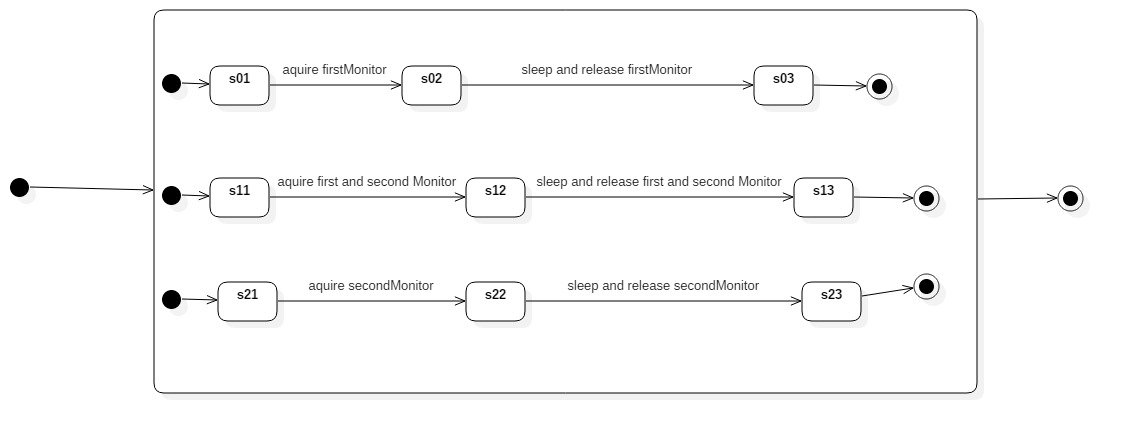 s01
aquire firstMonitor
s02
sleep and release firstMonitor
s03
s11
aquire first and second Monitor
s12
sleep and release first and second Monitor
s13
s21
aquire secondMonitor
s22
sleep and release secondMonitor
s23